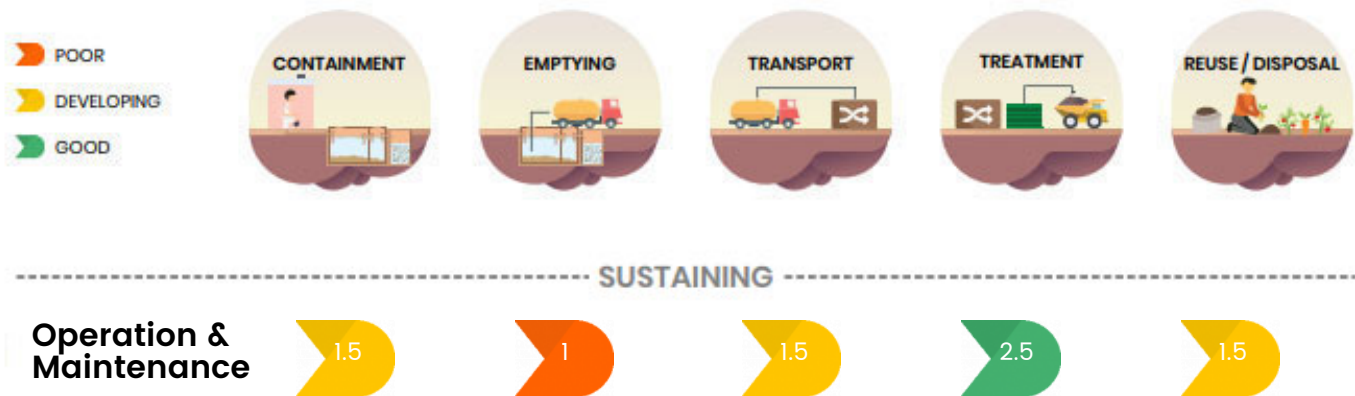 POOR
DEVELOPING
GOOD
CONTAINMENT
EMPTYING
TRANSPORT
TREATMENT
REUSE / DISPOSAL
SUSTAINING
Operation &
Maintenance
1.5
1
1.5
2.5
1.5